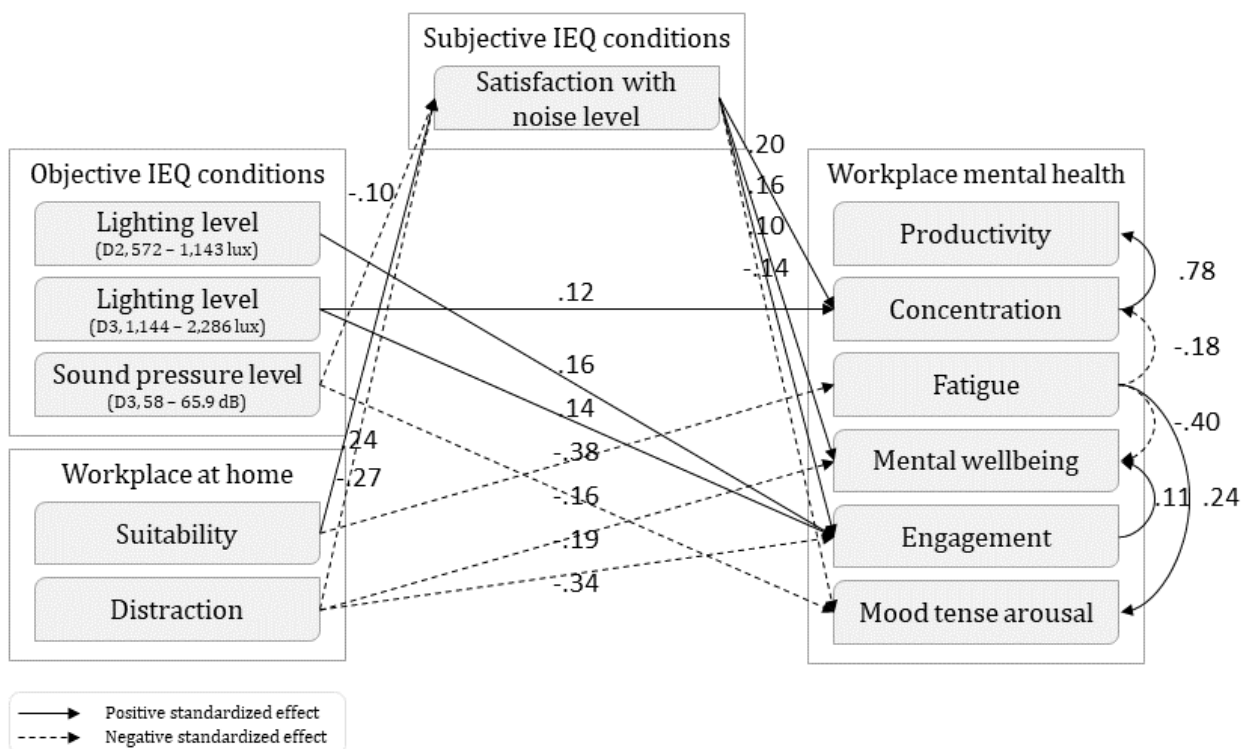 Subjective IEQ conditions
Satisfaction with
noise level
Objective IEQ conditions
Lighting level
(D2, 572 – 1,143 lux)
Lighting level
(D3, 1,144 – 2,286 lux)
Sound pressure level
(D3, 58 – 65.9 dB)
Workplace at home
Suitability
Distraction
-.10
.24
-.27
.20
.16
.10
-.14
.12
.16
.14
-.38
-.16
-.19
-.34
Workplace mental health
Productivity
Concentration
Fatigue
Mental wellbeing
Engagement
Mood tense arousal
.78
-.18
-.40
.11
.24
Positive standardized effect
Negative standardized effect